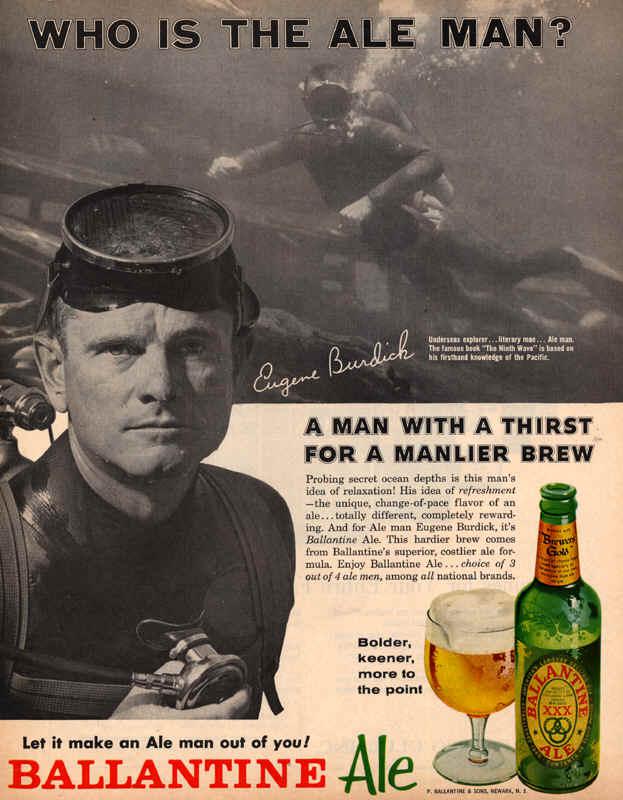 WHO IS THE ALE MAN?
Undersea explorer...literary man... Ale man.
The famous book "The Ninth Wave" is based on
his firsthand knowledge of the Pacific.
Eugene Burdick
A MAN WITH A THIRST
FOR A MANLIER BREW
Probing secret ocean depths is this man's
idea of relaxation! His idea of refreshment
—the unique, change-of-pace flavor of an
ale...totally different, completely reward-
ing. And for Ale man Eugene Burdick, it's
Ballantine Ale. This hardier brew comes
from Ballantine's superior, costlier ale for-
mula. Enjoy Ballantine Ale...choice of 3
out of 4 ale men, among all national brands.
Brewers
Gold
Bolder,
keener,
more to
the point
BALLANTINE
XXX
ALE
Let it make an Ale man out of you!
BALLANTINE Ale
P. BALLANTINE & SONS, NEWARK, N. J.